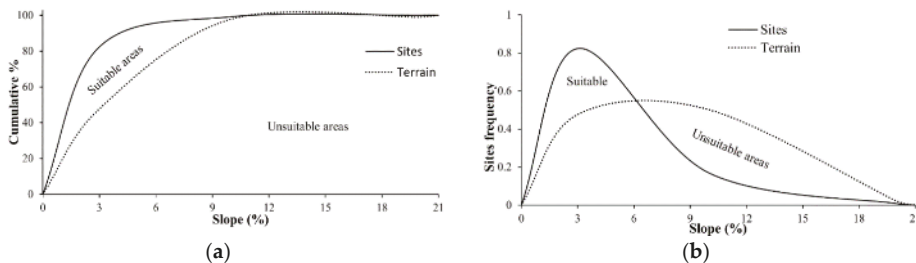 100
80
60
40
20
0
Cumulative %
Suitable areas
Sites
Terrain
Unsuitable areas
0 3 6 9 12 15 18 21
Slope (%)
(a)
1
0.8
0.6
0.4
0.2
0
Sites frequency
Suitable
Sites
Terrain
Unsuitable areas
0 3 6 9 12 15 18 2
Slope (%)
(b)